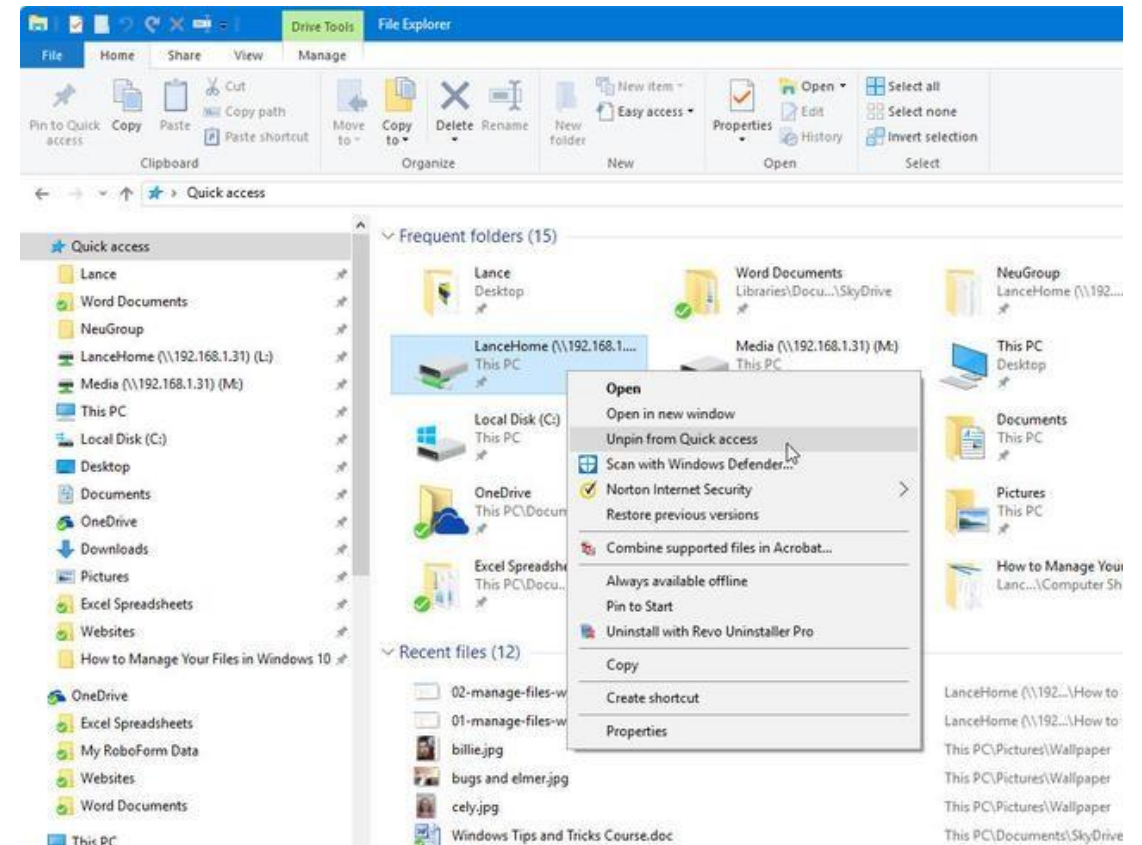 Drive Tools
File Explorer
File
Home
Share
View
Manage
Pin to Quick access
Copy
Paste
Cut
Copy path
Paste shortcut
Clipboard
Move to
Copy to
Delete
Rename
Organize
New folder
New item
Easy access
New
Properties
Open
Edit
History
Open
Select all
Select none
Invert selection
Select
Quick access
Quick access
Lance
Word Documents
NeuGroup
LanceHome (\\192.168.1.31) (L:)
Media (\\192.168.1.31) (M:)
This PC
Local Disk (C:)
Desktop
Documents
OneDrive
Downloads
Pictures
Excel Spreadsheets
Websites
How to Manage Your Files in Windows 10
OneDrive
Excel Spreadsheets
My RoboForm Data
Websites
Word Documents
This PC
Frequent folders (15)
Lance
Desktop
Word Documents
Libraries\Docu...\SkyDrive
NeuGroup
LanceHome (\\192....
LanceHome (\\192.168.1....
This PC
Media (\\192.168.1.31) (M:)
This PC
This PC
Desktop
Local Disk (C:)
This PC
Documents
This PC
OneDrive
This PC\Docum
Pictures
This PC
Excel Spreadshe
This PC\Docu..
How to Manage You
Lanc...\Computer Sh
Open
Open in new window
Unpin from Quick access
Scan with Windows Defender...
Norton Internet Security
Restore previous versions
Combine supported files in Acrobat...
Always available offline
Pin to Start
Uninstall with Revo Uninstaller Pro
Copy
Create shortcut
Properties
Recent files (12)
02-manage-files-w
LanceHome (\\192...\How to
01-manage-files-w
LanceHome (\\192...\How to
billie.jpg
This PC\Pictures\Wallpaper
bugs and elmer.jpg
This PC\Pictures\Wallpaper
cely.jpg
This PC\Pictures\Wallpaper
Windows Tips and Tricks Course.doc
This PC\Documents\SkyDrive